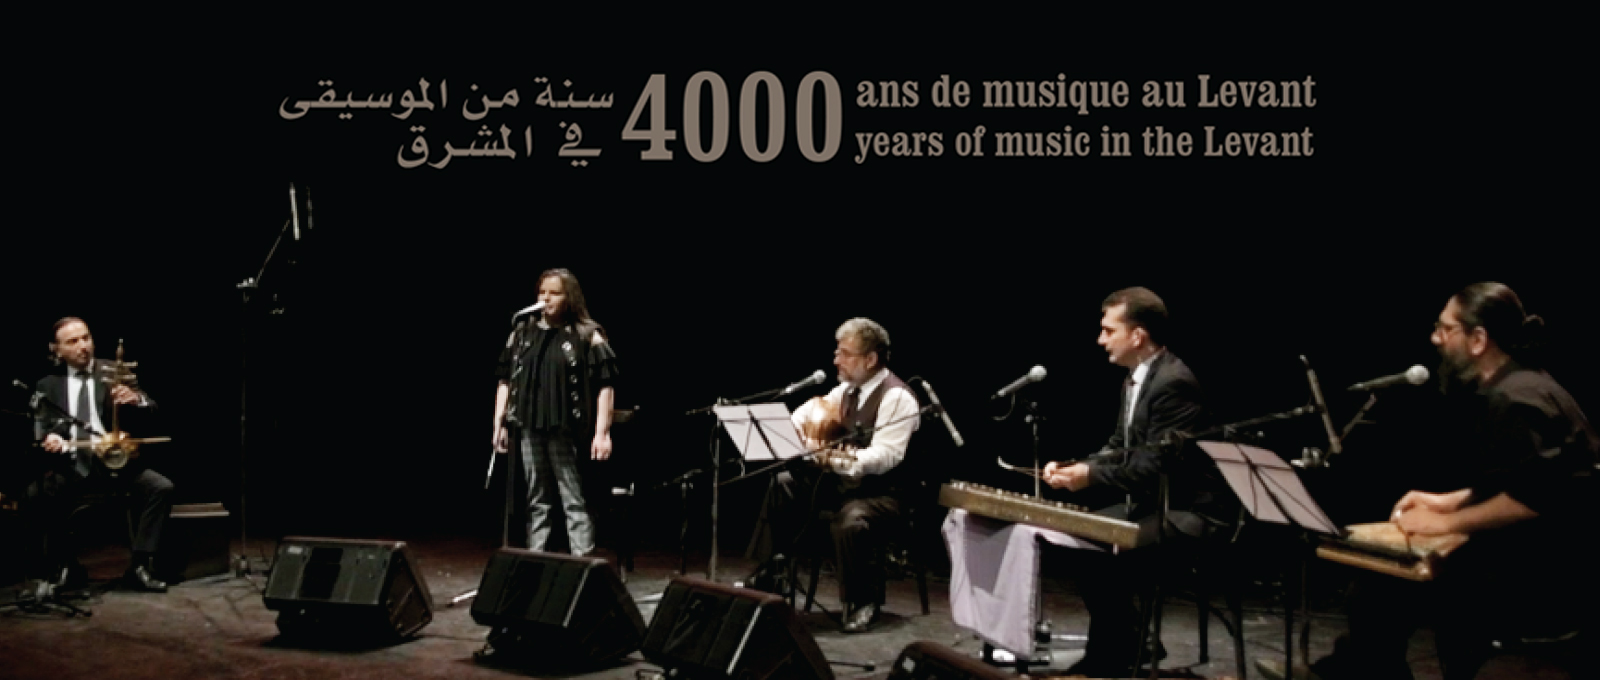 سنة من الموسيقى
في المشرق
4000
ans de musique au Levant
years of music in the Levant